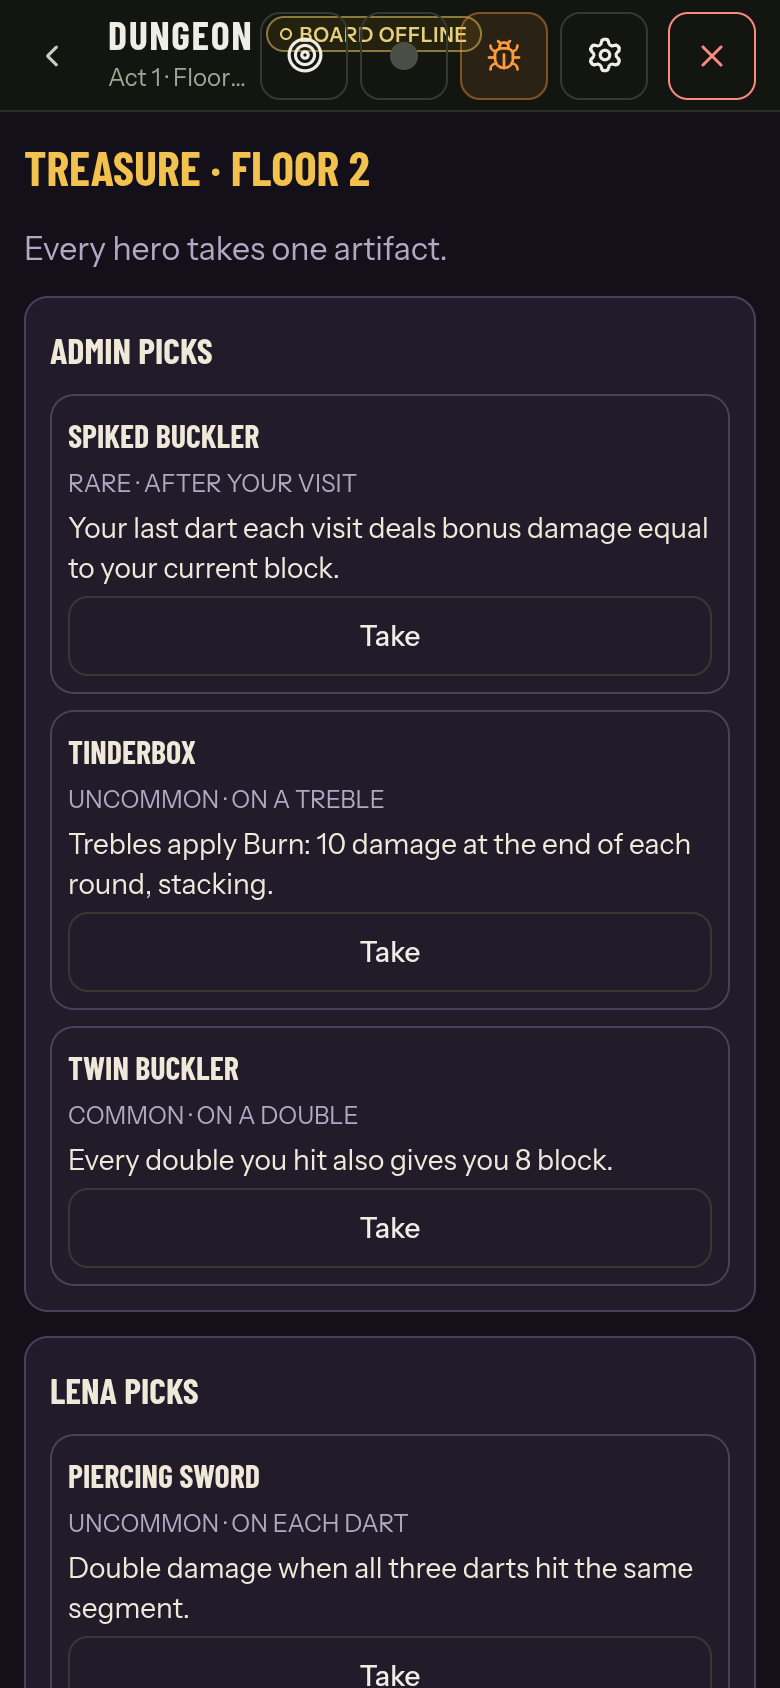 DUNGEON
Act 1 · Floor...
BOARD OFFLINE
TREASURE · FLOOR 2
Every hero takes one artifact.
ADMIN PICKS
SPIKED BUCKLER
RARE · AFTER YOUR VISIT
Your last dart each visit deals bonus damage equal
to your current block.
Take
TINDERBOX
UNCOMMON · ON A TREBLE
Trebles apply Burn: 10 damage at the end of each
round, stacking.
Take
TWIN BUCKLER
COMMON · ON A DOUBLE
Every double you hit also gives you 8 block.
Take
LENA PICKS
PIERCING SWORD
UNCOMMON · ON EACH DART
Double damage when all three darts hit the same
segment.
Take